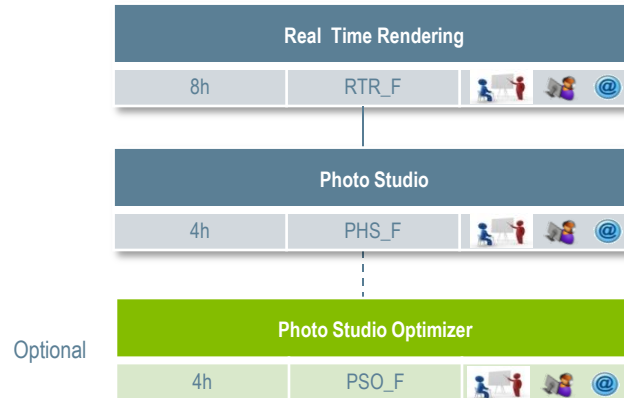 Real Time Rendering
8h RTR_F @
Photo Studio
4h PHS_F @
Photo Studio Optimizer
Optional
4h PSO_F @